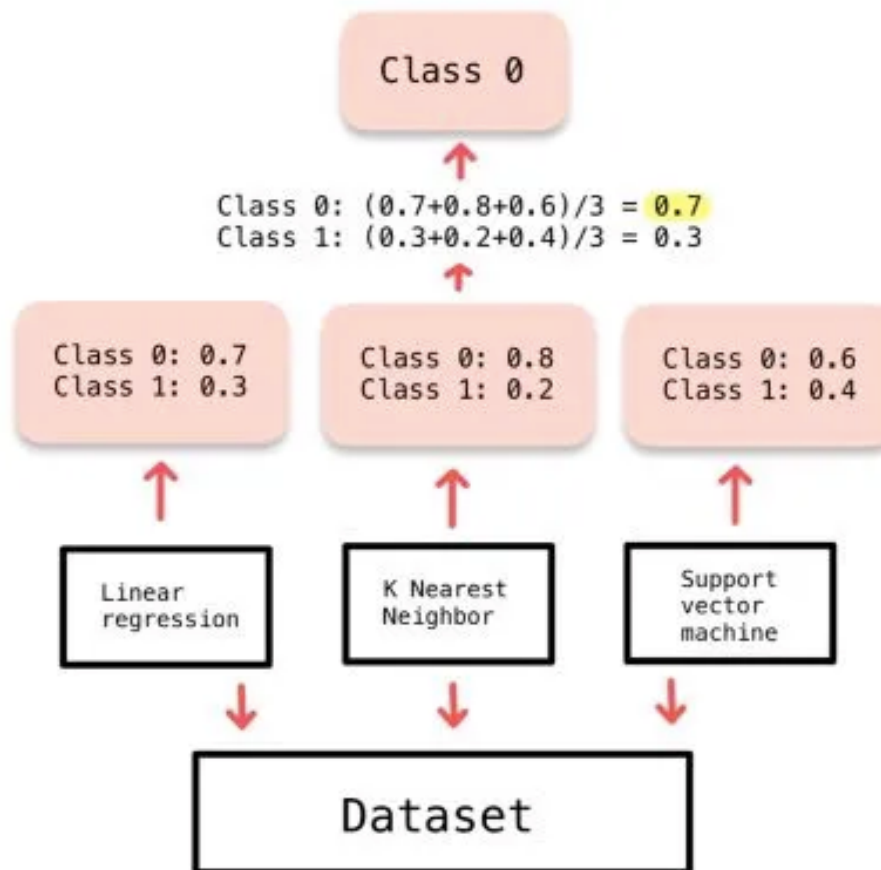 Class 0
Class 0: (0.7+0.8+0.6)/3 = 0.7
Class 1: (0.3+0.2+0.4)/3 = 0.3
Class 0: 0.7
Class 1: 0.3
Class 0: 0.8
Class 1: 0.2
Class 0: 0.6
Class 1: 0.4
Linear
regression
K Nearest
Neighbor
Support
vector
machine
Dataset